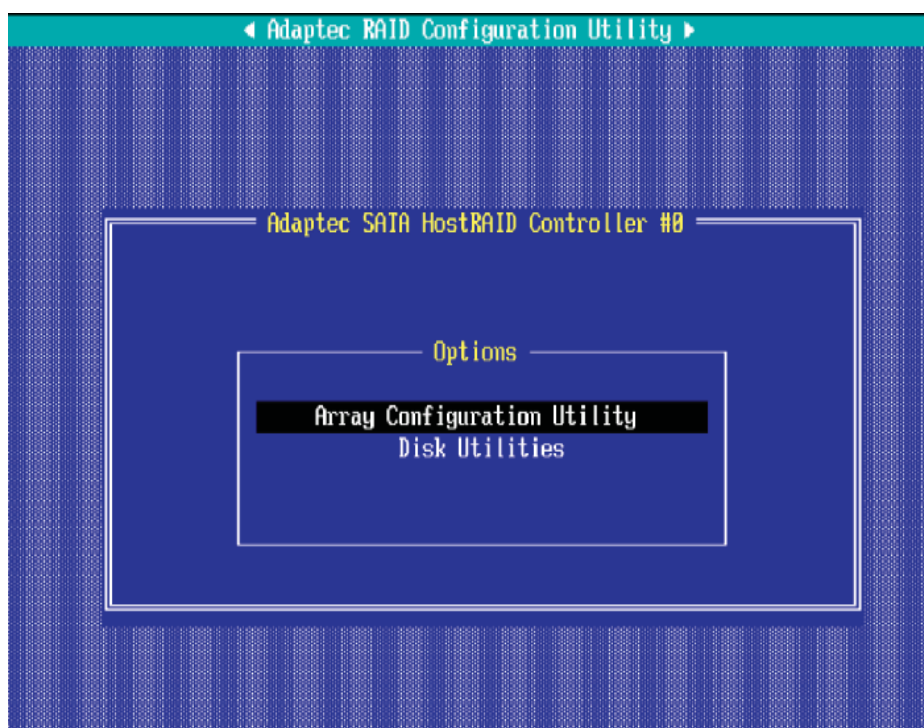 Adaptec RAID Configuration Utility
Adaptec SATA HostRAID Controller #0
Options
Array Configuration Utility
Disk Utilities